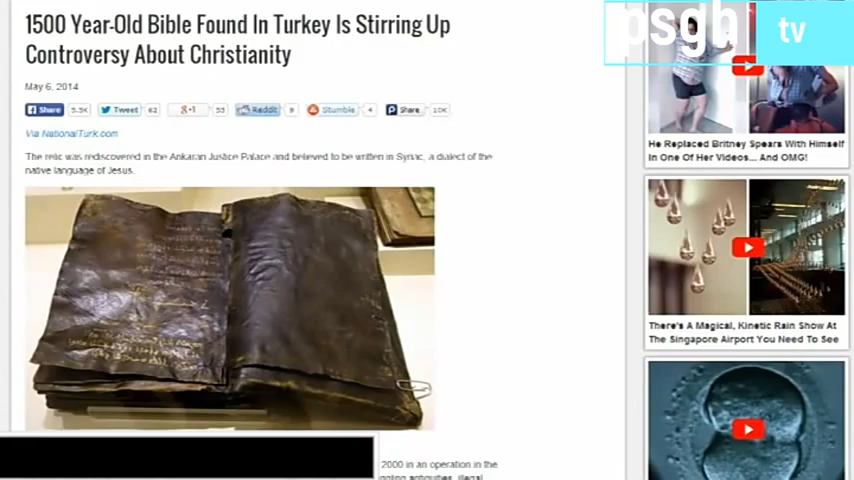 1500 Year-Old Bible Found In Turkey Is Stirring Up
Controversy About Christianity
May 6, 2014
Share 5.5K Tweet 62 +1 53 Reddit 9 Stumble 4 Share 10K
Via NationalTurk.com
The relic was rediscovered in the Ankaran Justice Palace and believed to be written in Syriac, a dialect of the
native language of Jesus.
2000 in an operation in the
antiquities, illegal
psgh tv
He Replaced Britney Spears With Himself
In One Of Her Videos... And OMG!
There's A Magical, Kinetic Rain Show At
The Singapore Airport You Need To See